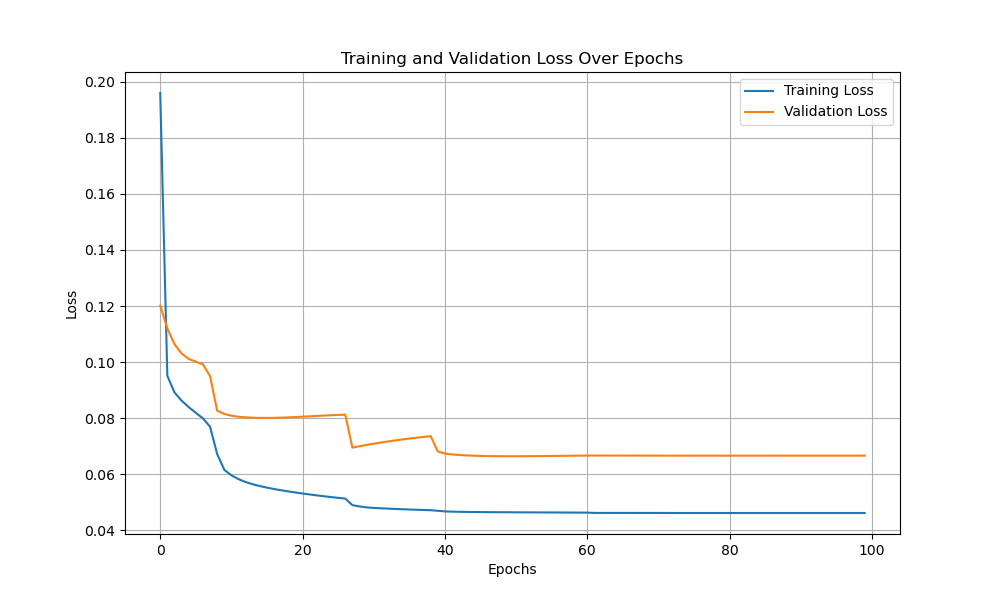 Training and Validation Loss Over Epochs
Training Loss
Validation Loss
Loss
0.20
0.18
0.16
0.14
0.12
0.10
0.08
0.06
0.04
0 20 40 60 80 100
Epochs